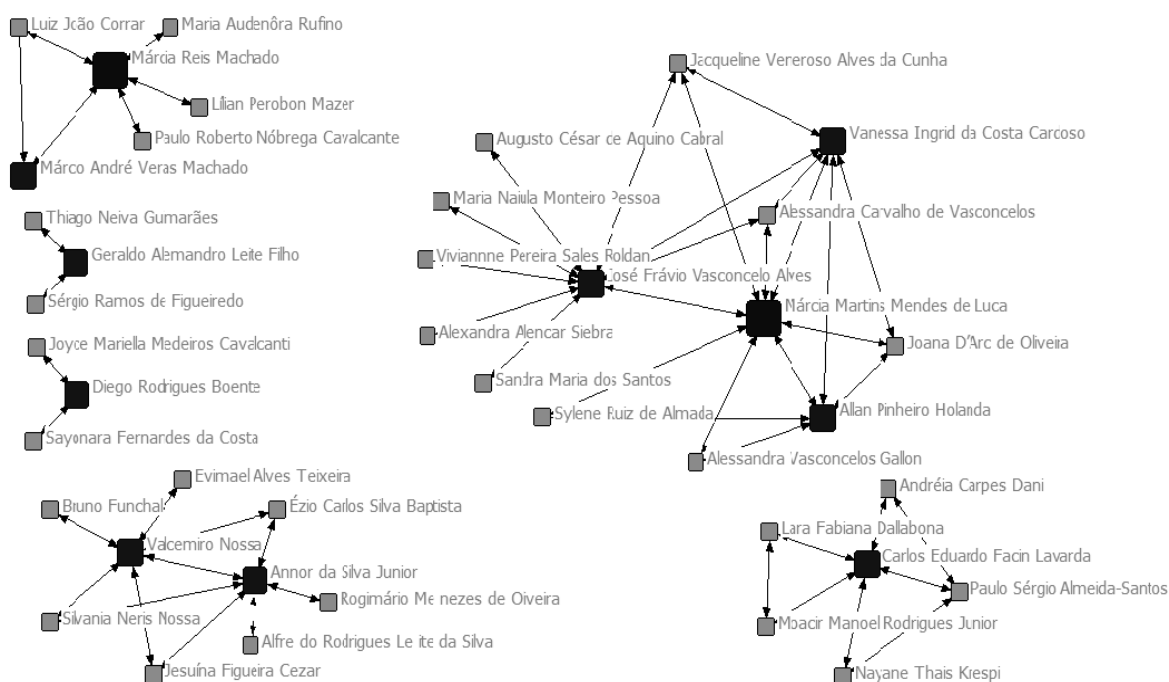 Luiz João Corrar
Maria Audenôra Rufino
Márcia Reis Machado
Lílian Perobon Mazer
Paulo Roberto Nóbrega Cavalcante
Márco André Veras Machado
Thiago Neiva Gumarães
Geraldo Alemandro Leite Filho
Sérgio Ramos de Figueiredo
Joyce Mariella Medeiros Cavalcanti
Diego Rodrigues Boente
Sayonara Fernandes da Costa
Evimael Alves Teixeira
Bruno Funchal
Ézio Carlos Silva Baptista
Valcemiro Nossa
Annor da Silva Junior
Rogimário Menezes de Oiveira
Silvania Neris Nossa
Alfre do Rodrigues Leite da Silva
Jesuína Figueira Cezar
Jacqueline Vereroso Alves da Cunha
Vanessa Ingrid da Costa Carcoso
Augusto César ce Aquino Cabral
Maria Naiula Monteiro Pessoa
Alessandra Carvalho de Vasconcelos
Viviannne Pereira Sales Roldan
José Frávio Vasconcelo Alves
Nárcia Martins Mendes de Luca
Alexandra Alencar Siebra
Joana D'Arc de Oliveira
Sandra Maria dos Santos
Sylene Ruiz de Almada
Allan Pinheiro Holanda
Alessandra Vasconcelos Gallon
Andréia Carpes Dani
Lara Fabiana Dallabona
Carlos Eduardo Facin Lavarda
Paulo Sérgio Almeida-Santos
Moacir Manoel Rodrigues Junior
Nayane Thais Krespi